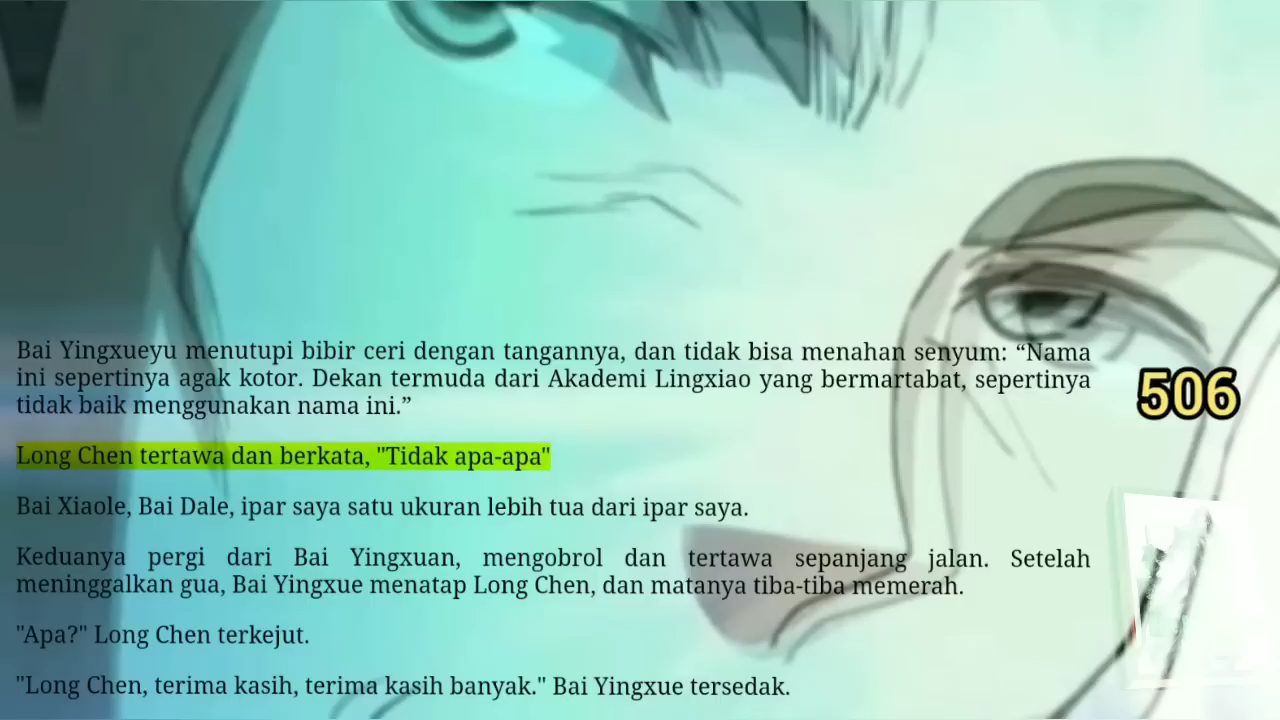 Bai Yingxueyu menutupi bibir ceri dengan tangannya, dan tidak bisa menahan senyum: “Nama
ini sepertinya agak kotor. Dekan termuda dari Akademi Lingxiao yang bermartabat, sepertinya
tidak baik menggunakan nama ini.”
506
Long Chen tertawa dan berkata, "Tidak apa-apa"
Bai Xiaole, Bai Dale, ipar saya satu ukuran lebih tua dari ipar saya.
Keduanya pergi dari Bai Yingxuan, mengobrol dan tertawa sepanjang jalan. Setelah
meninggalkan gua, Bai Yingxue menatap Long Chen, dan matanya tiba-tiba memerah.
"Apa?" Long Chen terkejut.
"Long Chen, terima kasih, terima kasih banyak." Bai Yingxue tersedak.